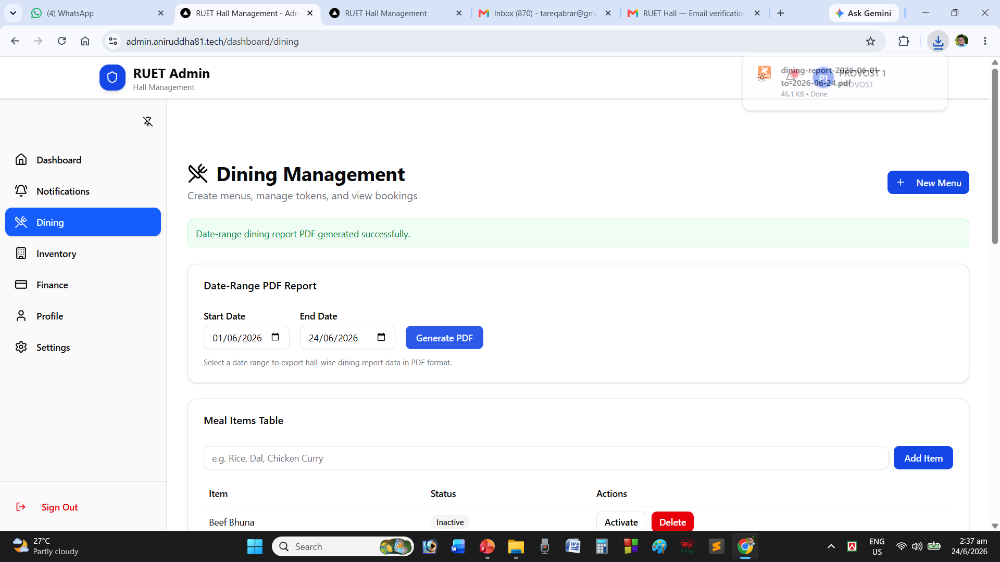 (4) WhatsApp
RUET Hall Management - Adm
RUET Hall Management
Inbox (870) - tareqabrar@gma
RUET Hall — Email verification
Ask Gemini
admin.aniruddha81.tech/dashboard/dining
RUET Admin
Hall Management
dining-report-2026-06-01-
to-2026-06-24.pdf
46.1 KB • Done
P1
PROVOST 1
PROVOST
Dashboard
Notifications
Dining
Inventory
Finance
Profile
Settings
Sign Out
Dining Management
Create menus, manage tokens, and view bookings
New Menu
Date-range dining report PDF generated successfully.
Date-Range PDF Report
Start Date
End Date
01/06/2026
24/06/2026
Generate PDF
Select a date range to export hall-wise dining report data in PDF format.
Meal Items Table
e.g. Rice, Dal, Chicken Curry
Add Item
Item Status Actions
Beef Bhuna Inactive Activate Delete
27°C
Partly cloudy
Search
ENG
US
2:37 am
24/6/2026